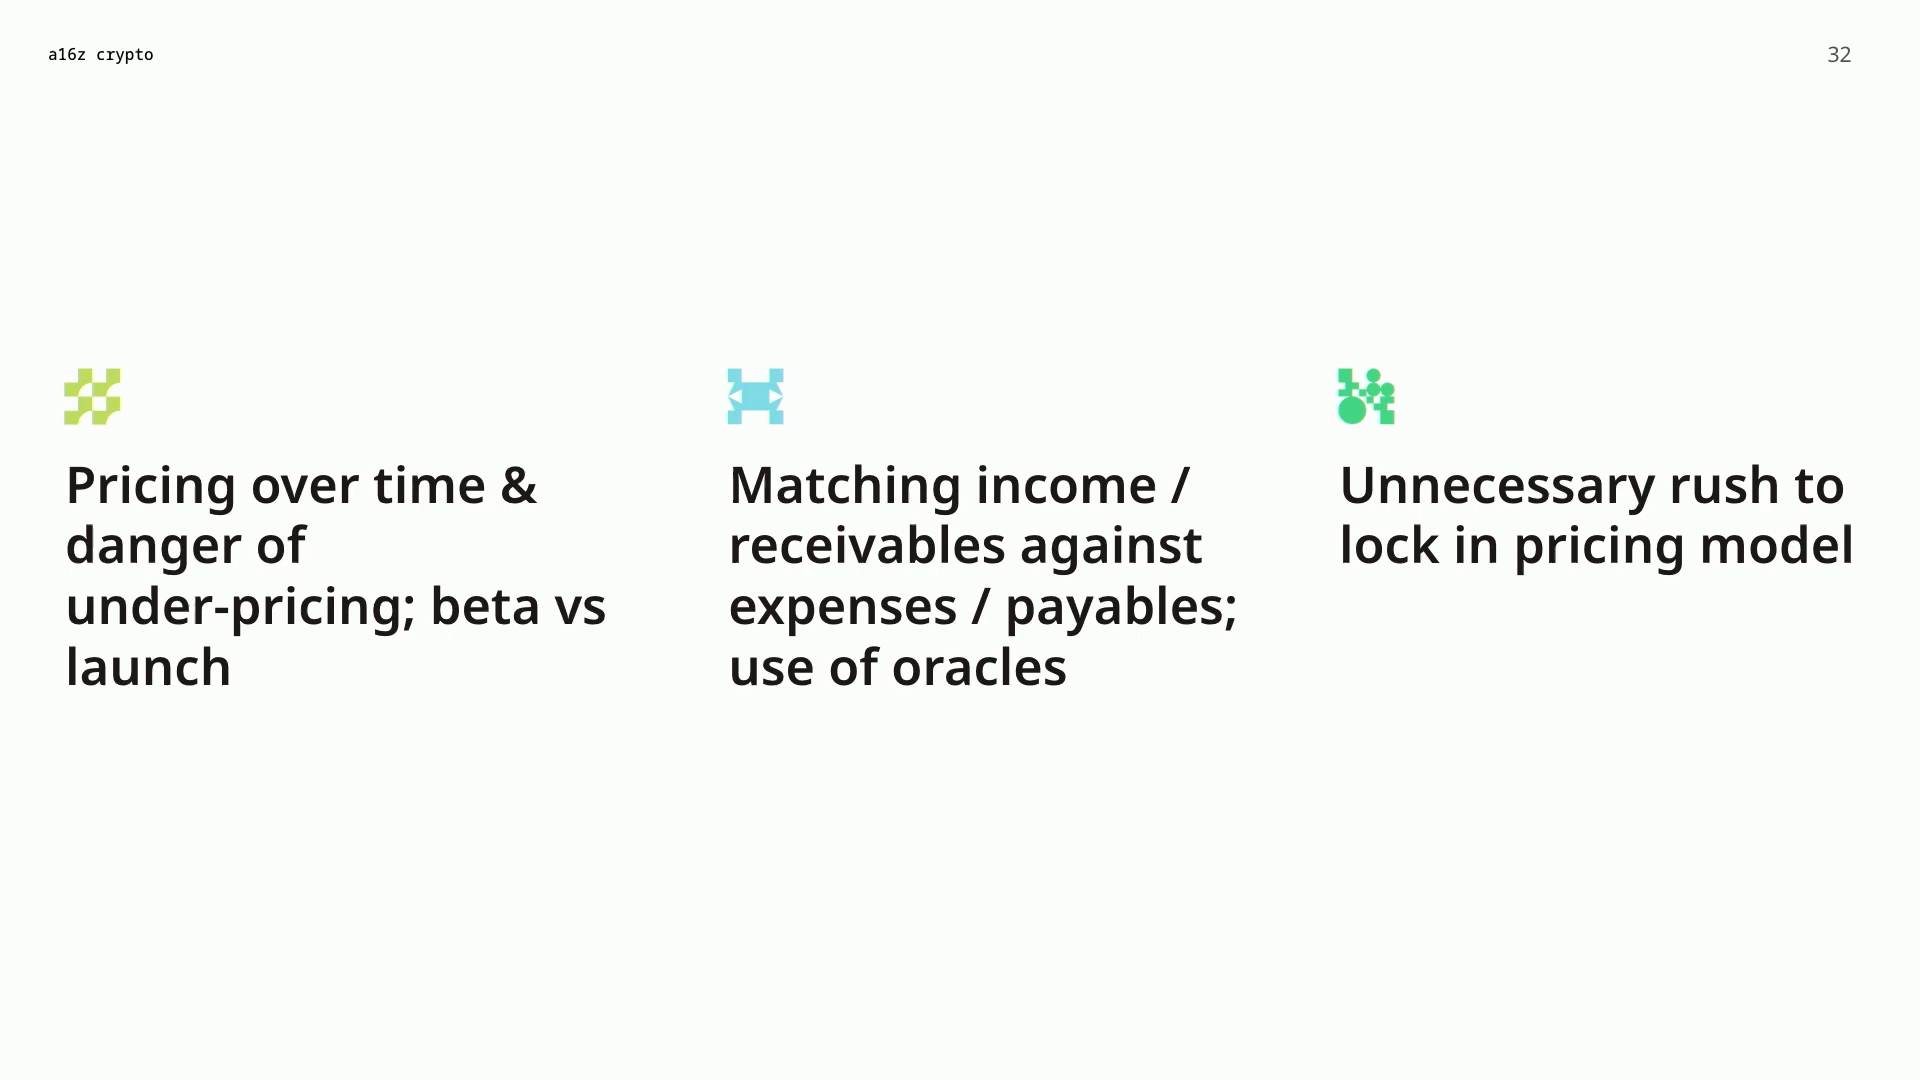 a16z crypto
32
Pricing over time &
danger of
under-pricing; beta vs
launch
Matching income /
receivables against
expenses / payables;
use of oracles
Unnecessary rush to
lock in pricing model